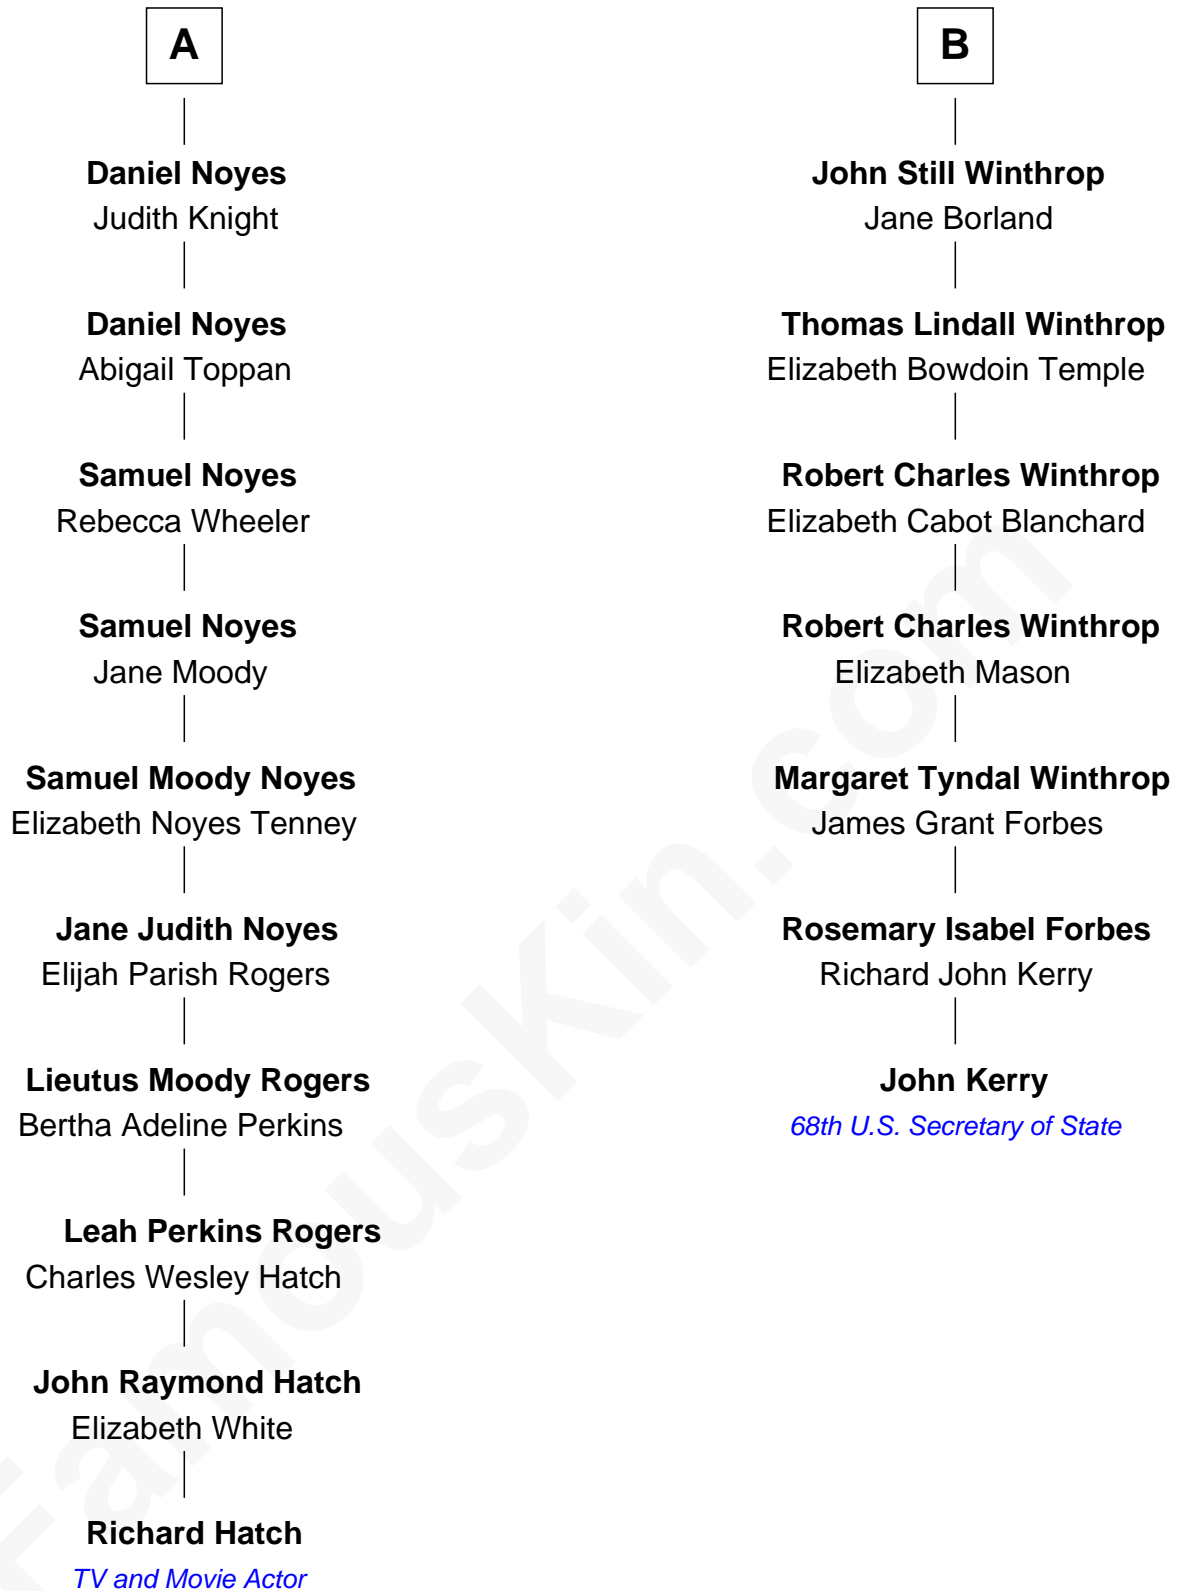 A
Daniel Noyes
Judith Knight
Daniel Noyes
Abigail Toppan
Samuel Noyes
Rebecca Wheeler
Samuel Noyes
Jane Moody
Samuel Moody Noyes
Elizabeth Noyes Tenney
Jane Judith Noyes
Elijah Parish Rogers
Lieutus Moody Rogers
Bertha Adeline Perkins
Leah Perkins Rogers
Charles Wesley Hatch
John Raymond Hatch
Elizabeth White
Richard Hatch
TV and Movie Actor
B
John Still Winthrop
Jane Borland
Thomas Lindall Winthrop
Elizabeth Bowdoin Temple
Robert Charles Winthrop
Elizabeth Cabot Blanchard
Robert Charles Winthrop
Elizabeth Mason
Margaret Tyndal Winthrop
James Grant Forbes
Rosemary Isabel Forbes
Richard John Kerry
John Kerry
68th U.S. Secretary of State
FamousKin.com